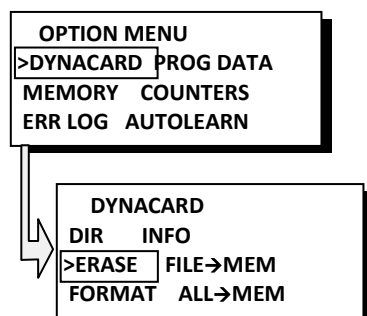 OPTION MENU
>DYNACARD PROG DATA
MEMORY COUNTERS
ERR LOG AUTOLEARN
DYNACARD
DIR INFO
>ERASE FILE→MEM
FORMAT ALL→MEM